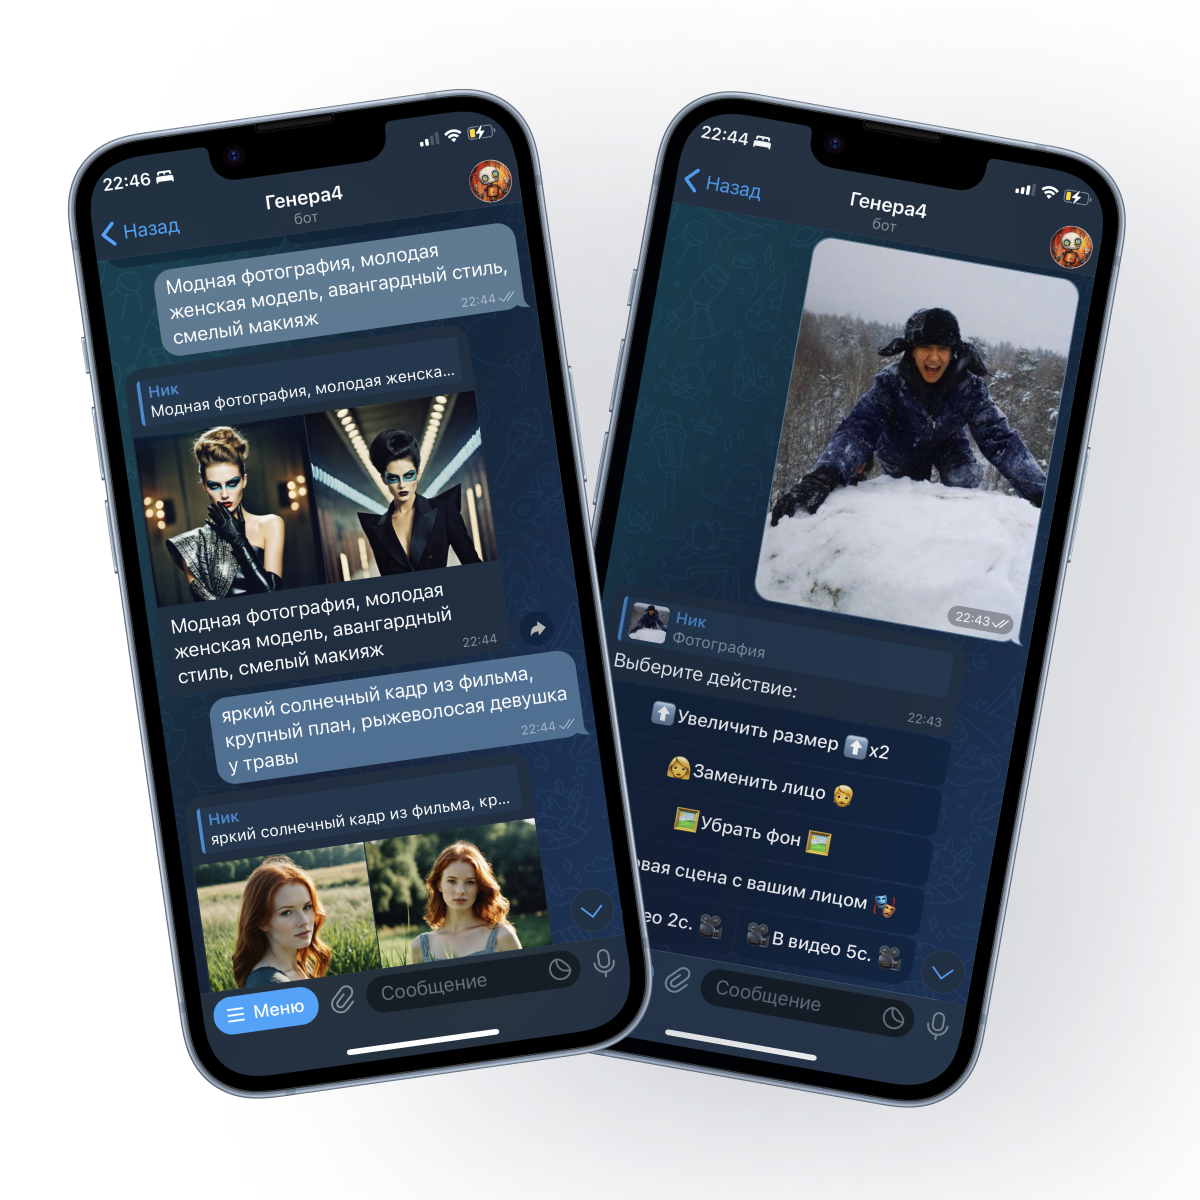 22:46
Назад
Генера4
бот
Модная фотография, молодая
женская модель, авангардный стиль,
смелый макияж
22:44
Ник
Модная фотография, молодая женска...
Модная фотография, молодая
женская модель, авангардный
стиль, смелый макияж
22:44
яркий солнечный кадр из фильма,
крупный план, рыжеволосая девушка
у травы
22:44
Ник
яркий солнечный кадр из фильма, кр...
Меню
Сообщение
22:44
Назад
Генера4
бот
22:43
Ник
Фотография
Выберите действие:
22:43
Увеличить размер x2
Заменить лицо
Убрать фон
овая сцена с вашим лицом
ео 2с.
В видео 5с.
Сообщение